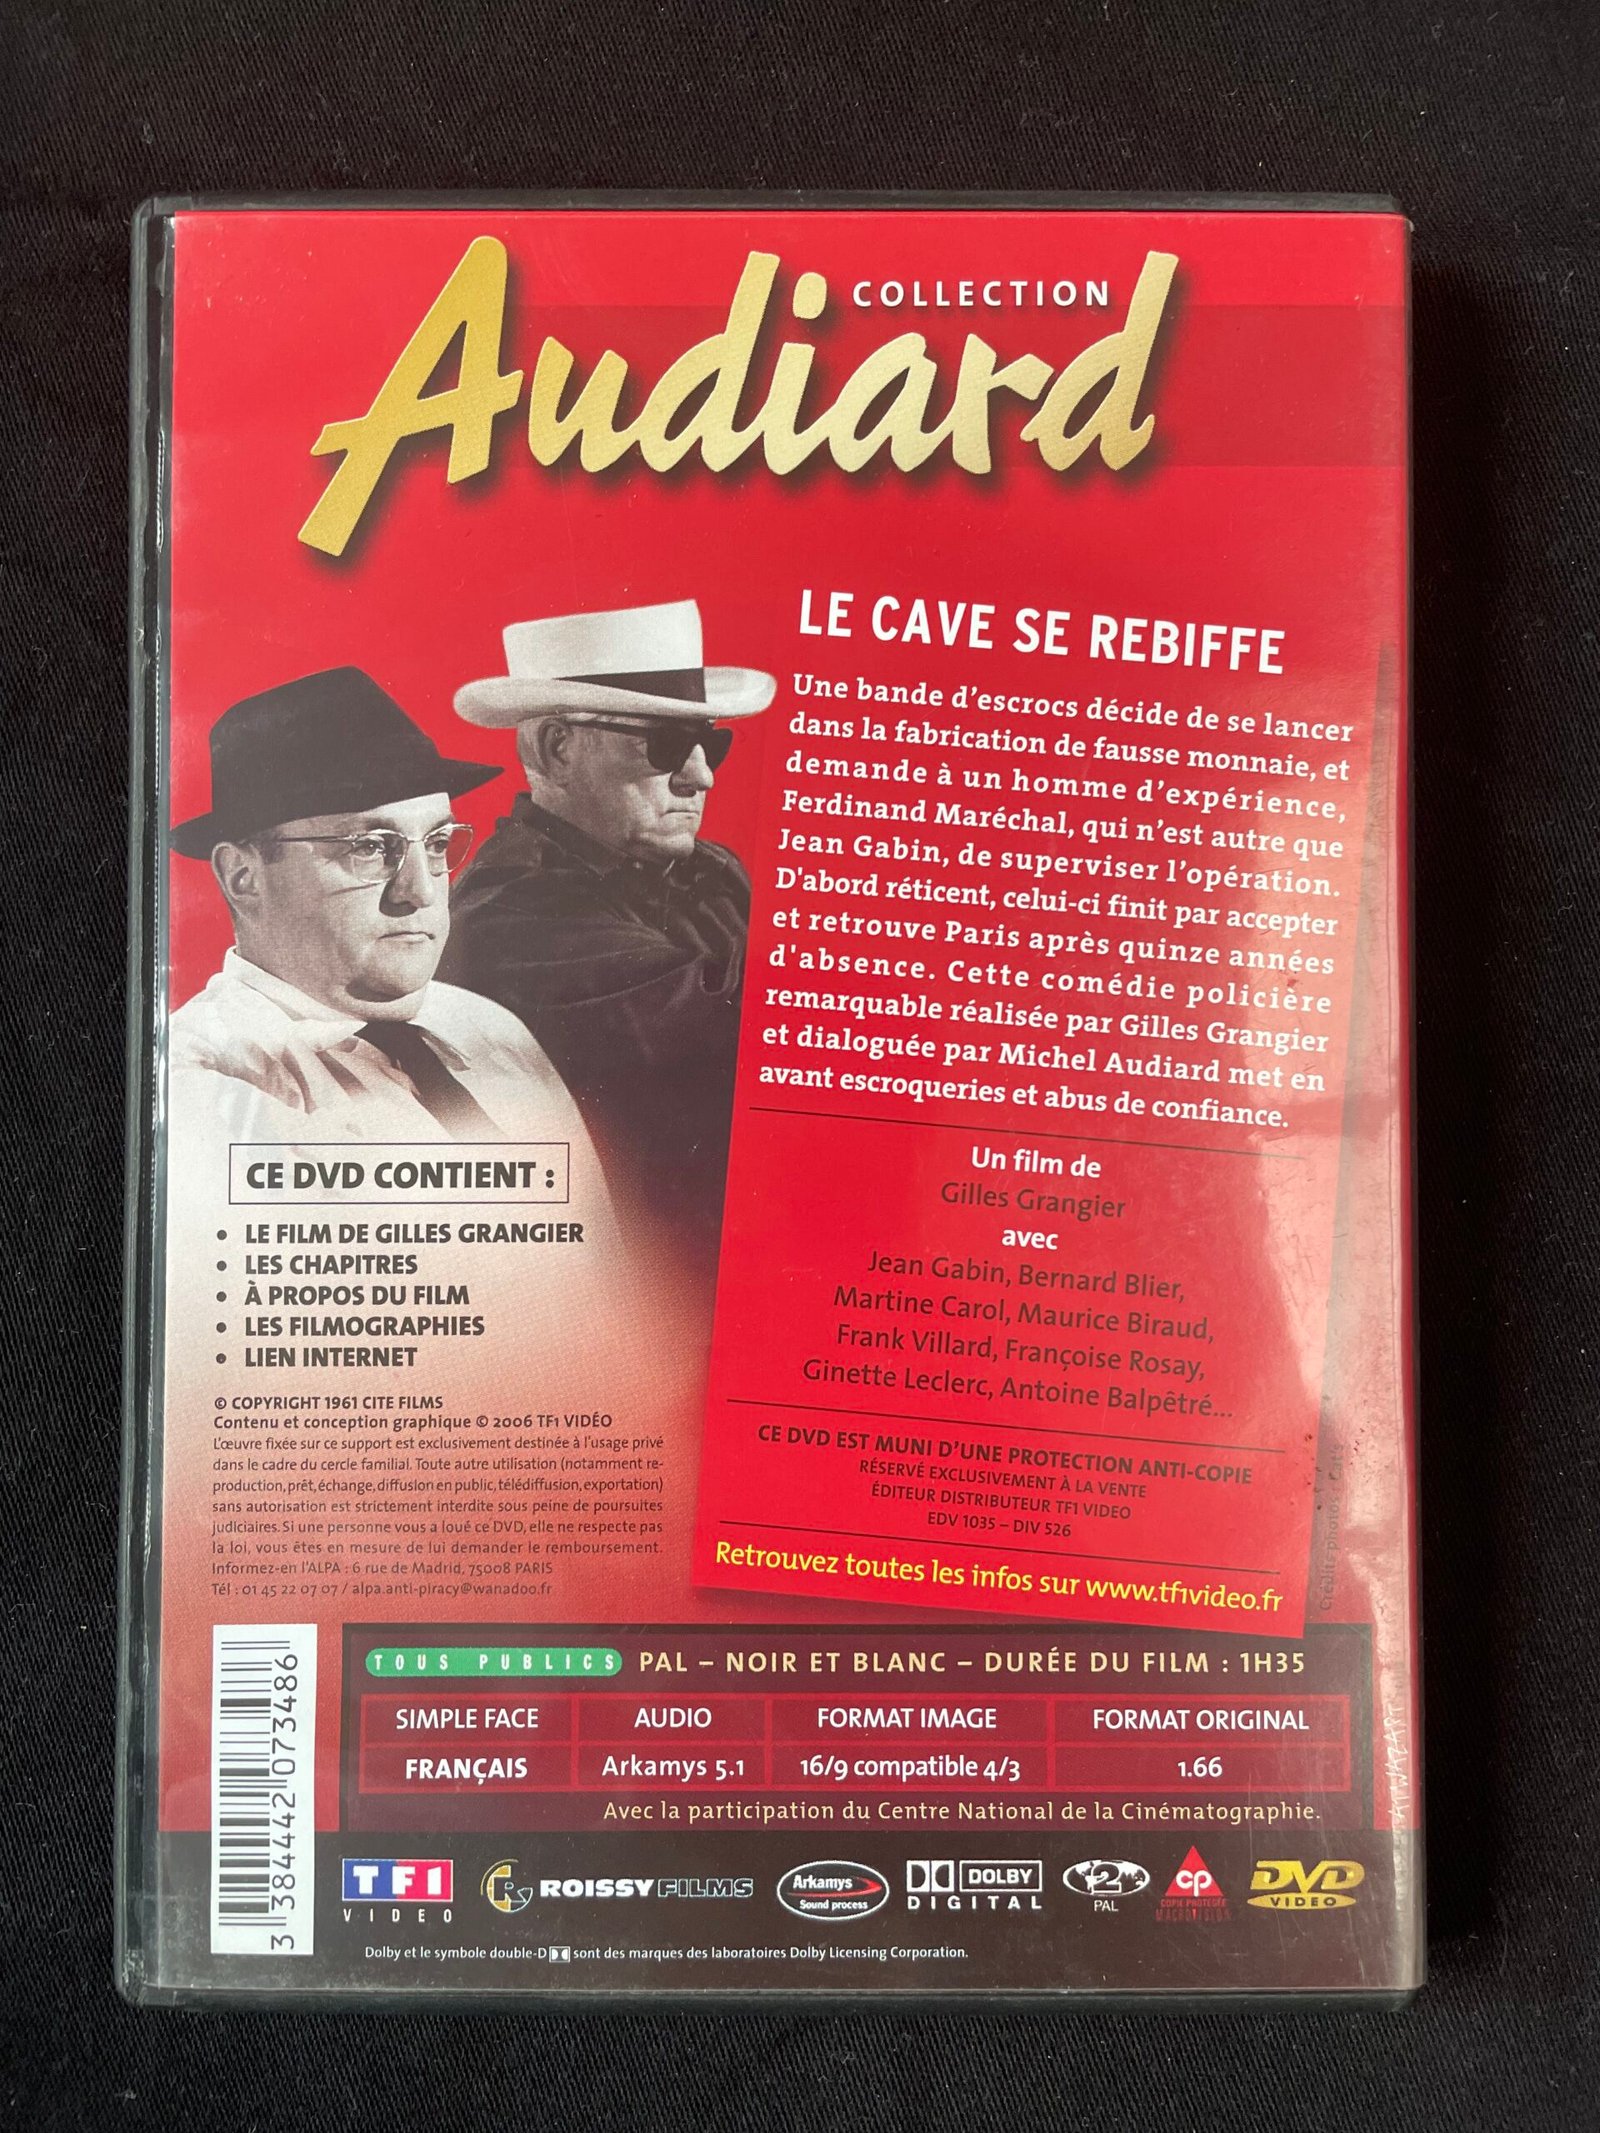 COLLECTION
Audiard
LE CAVE SE REBIFFE
Une bande d'escrocs décide de se lancer
dans la fabrication de fausse monnaie, et
demande à un homme d'expérience,
Ferdinand Maréchal, qui n'est autre que
Jean Gabin, de superviser l'opération.
D'abord réticent, celui-ci finit par accepter
et retrouve Paris après quinze années
d'absence. Cette comédie policière
remarquable réalisée par Gilles Grangier
et dialoguée par Michel Audiard met en
avant escroqueries et abus de confiance.
Un film de
Gilles Grangier
avec
Jean Gabin, Bernard Blier,
Martine Carol, Maurice Biraud,
Frank Villard, Françoise Rosay,
Ginette Leclerc, Antoine Balpêtré...
CE DVD EST MUNI D'UNE PROTECTION ANTI-COPIE
RÉSERVÉ EXCLUSIVEMENT À LA VENTE
ÉDITEUR DISTRIBUTEUR TF1 VIDEO
EDV 1035 – DIV 526
Retrouvez toutes les infos sur www.tf1video.fr
CE DVD CONTIENT :
• LE FILM DE GILLES GRANGIER
• LES CHAPITRES
• À PROPOS DU FILM
• LES FILMOGRAPHIES
• LIEN INTERNET
© COPYRIGHT 1961 CITE FILMS
Contenu et conception graphique © 2006 TF1 VIDÉO
L'œuvre fixée sur ce support est exclusivement destinée à l'usage privé
dans le cadre du cercle familial. Toute autre utilisation (notamment re-
production, prêt, échange, diffusion en public, télédiffusion, exportation)
sans autorisation est strictement interdite sous peine de poursuites
judiciaires. Si une personne vous a loué ce DVD, elle ne respecte pas
la loi, vous êtes en mesure de lui demander le remboursement.
Informez-en l'ALPA : 6 rue de Madrid, 75008 PARIS
Tél : 01 45 22 07 07 / alpa.anti-piracy@wanadoo.fr
Crédits photos :
3 384442 073486
TOUS PUBLICS PAL – NOIR ET BLANC – DURÉE DU FILM : 1H35
SIMPLE FACE AUDIO FORMAT IMAGE FORMAT ORIGINAL
FRANÇAIS Arkamys 5.1 16/9 compatible 4/3 1.66
Avec la participation du Centre National de la Cinématographie.
TF1
VIDEO
R
ROISSY FILMS
Arkamys
Sound process
DOLBY
DIGITAL
2
PAL
CP
COPIE PROTÉGÉE
MACROVISION
DVD
VIDEO
Dolby et le symbole double-D sont des marques des laboratoires Dolby Licensing Corporation.